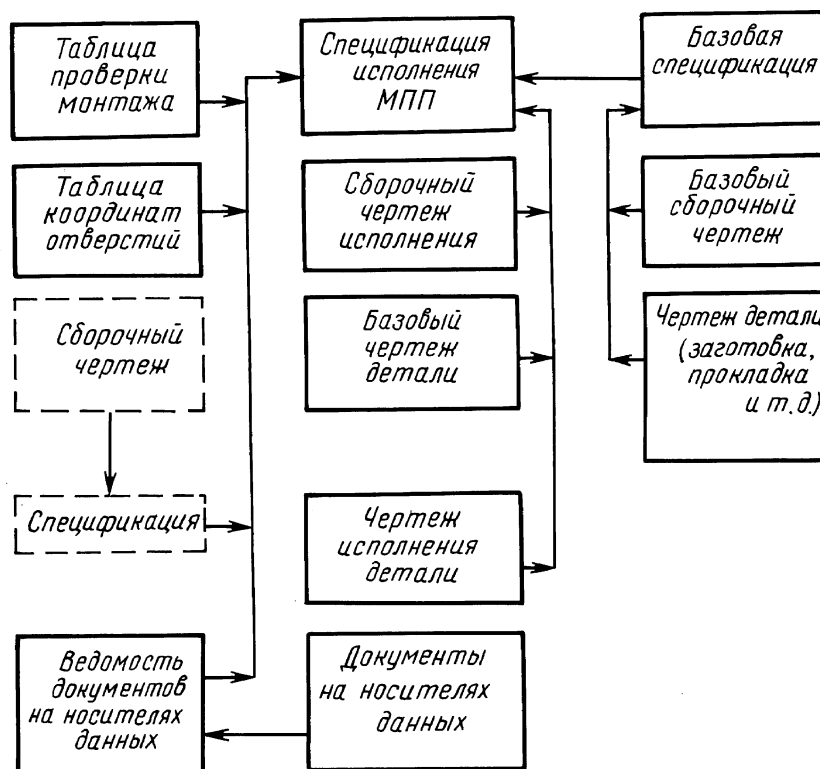 Таблица
проверки
монтажа
Спецификация
исполнения
МПП
Базовая
спецификация
Таблица
координат
отверстий
Сборочный
чертеж
исполнения
Базовый
сборочный
чертеж
Сборочный
чертеж
Базовый
чертеж
детали
Чертеж детали
(заготовка,
прокладка
и т.д.)
Спецификация
Чертеж
исполнения
детали
Ведомость
документов
на носителях
данных
Документы
на носителях
данных